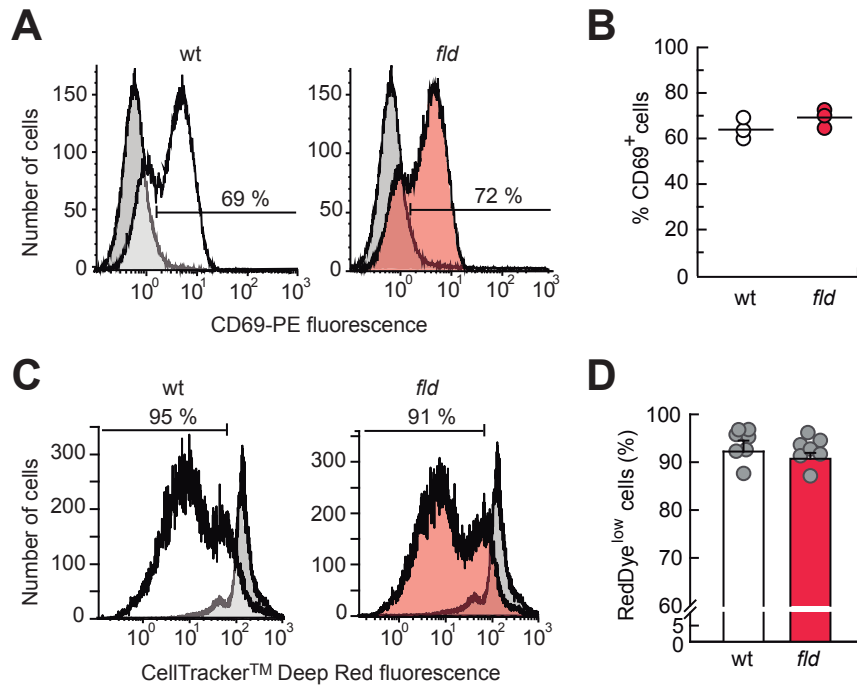 A
wt
fld
Number of cells
150
100
50
0
69 %
10⁰ 10¹ 10² 10³
150
100
50
0
72 %
10⁰ 10¹ 10² 10³
CD69-PE fluorescence
B
% CD69⁺ cells
100
80
60
40
20
0
wt
fld
C
wt
fld
95 %
91 %
Number of cells
300
200
100
0
10⁰ 10¹ 10² 10³
300
200
100
0
10⁰ 10¹ 10² 10³
CellTracker™ Deep Red fluorescence
D
RedDyeˡᵒʷ cells (%)
100
90
80
70
60
5
0
wt
fld